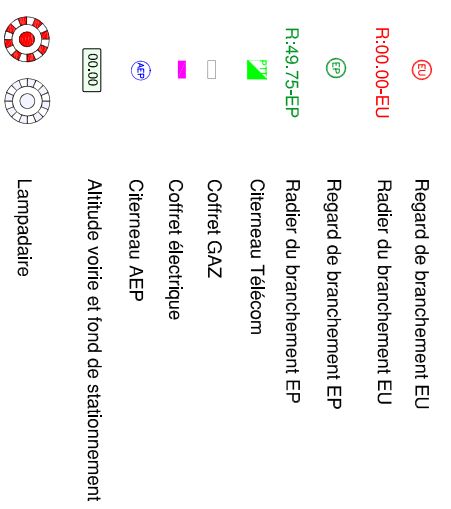 EU Regard de branchement EU
R:00.00-EU Radier du branchement EU
EP Regard de branchement EP
R:49.75-EP Radier du branchement EP
PTT Citerneau Télécom
Coffret GAZ
Coffret électrique
AEP Citerneau AEP
00.00 Altitude voirie et fond de stationnement
Lampadaire